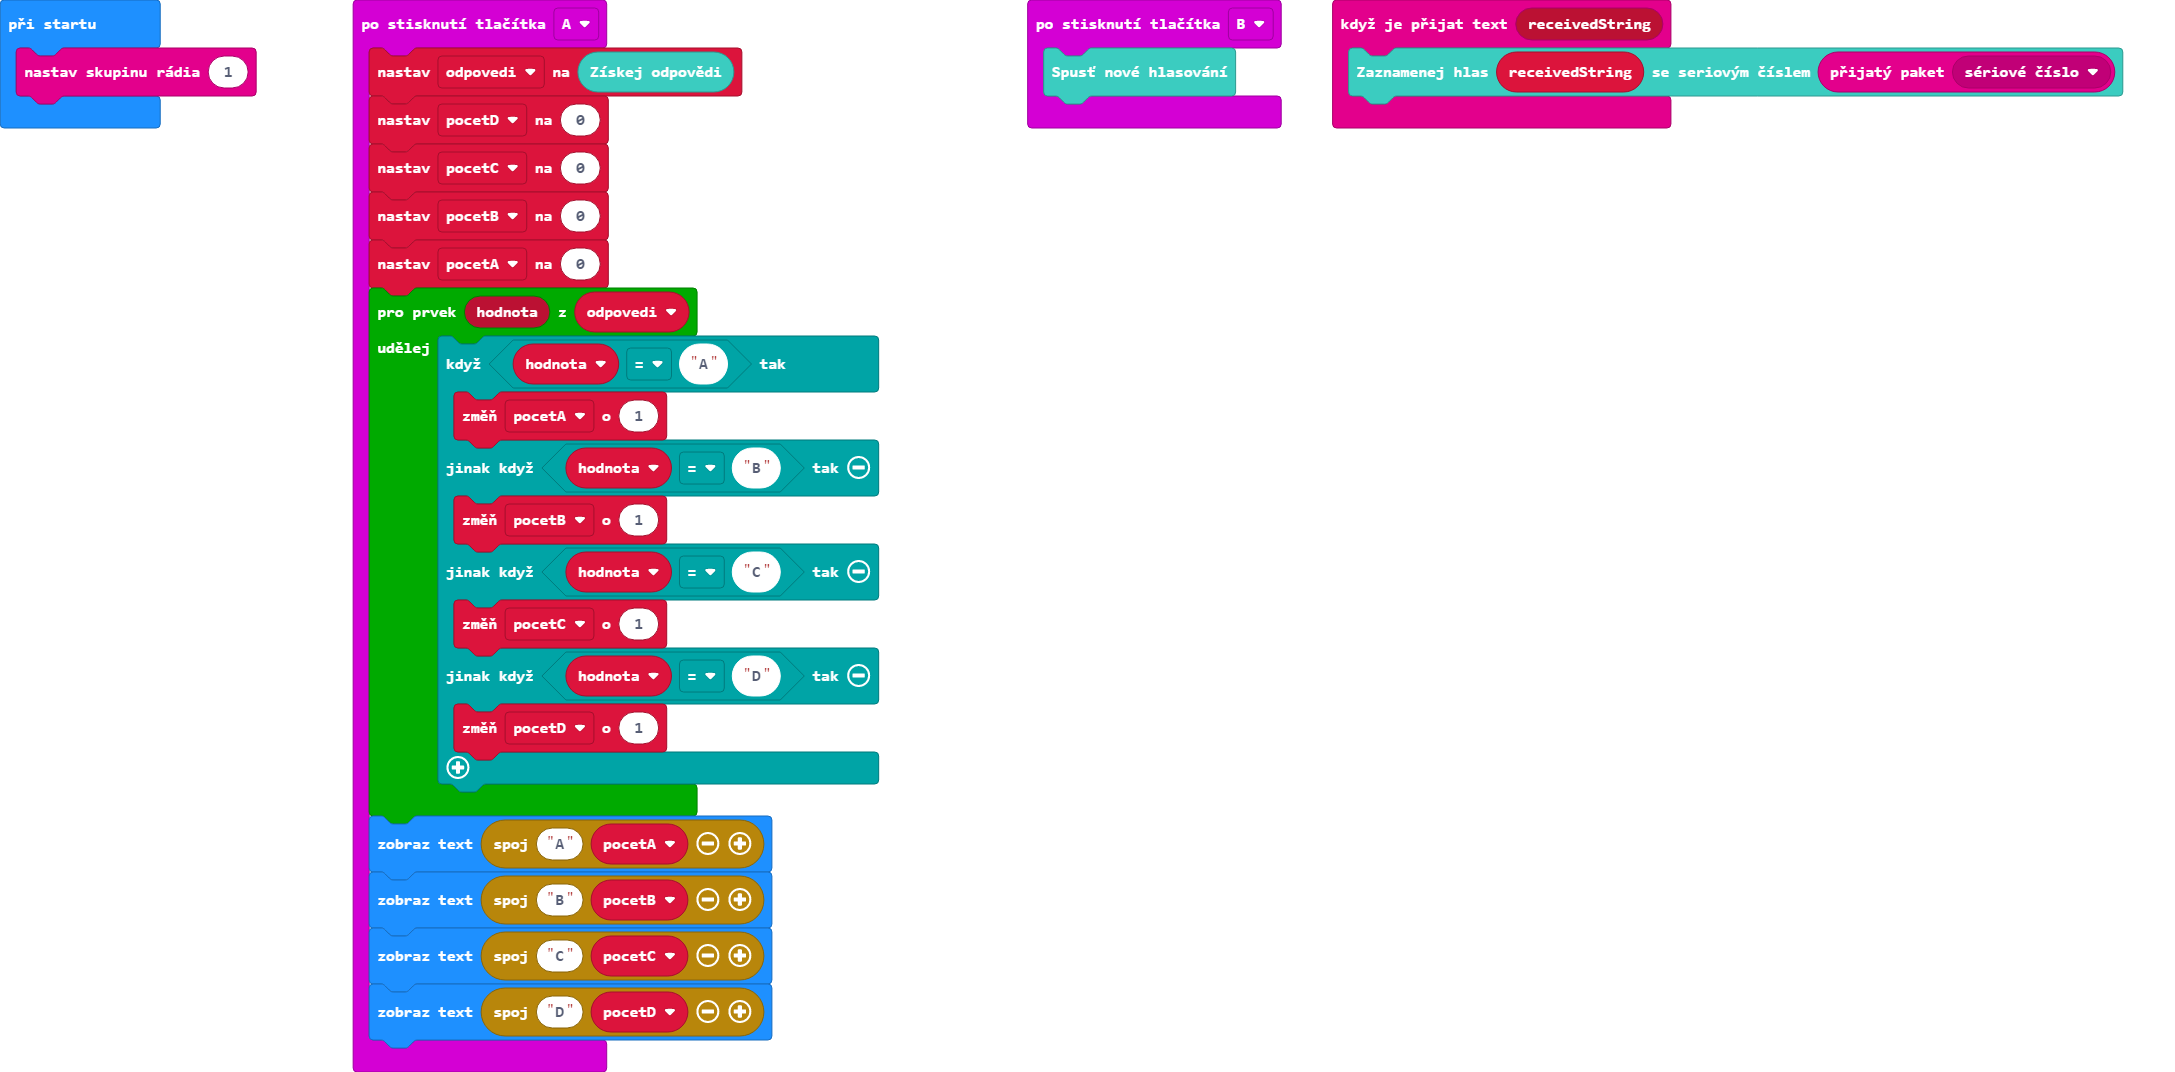 při startu
nastav skupinu rádia 1
po stisknutí tlačítka A
nastav odpovedi na Získej odpovědi
nastav pocetD na 0
nastav pocetC na 0
nastav pocetB na 0
nastav pocetA na 0
pro prvek hodnota z odpovedi
udělej
když hodnota = "A" tak
změň pocetA o 1
jinak když hodnota = "B" tak
změň pocetB o 1
jinak když hodnota = "C" tak
změň pocetC o 1
jinak když hodnota = "D" tak
změň pocetD o 1
zobraz text spoj "A" pocetA
zobraz text spoj "B" pocetB
zobraz text spoj "C" pocetC
zobraz text spoj "D" pocetD
po stisknutí tlačítka B
Spusť nové hlasování
když je přijat text receivedString
Zaznamenej hlas receivedString se seriovým číslem přijatý paket sériové číslo